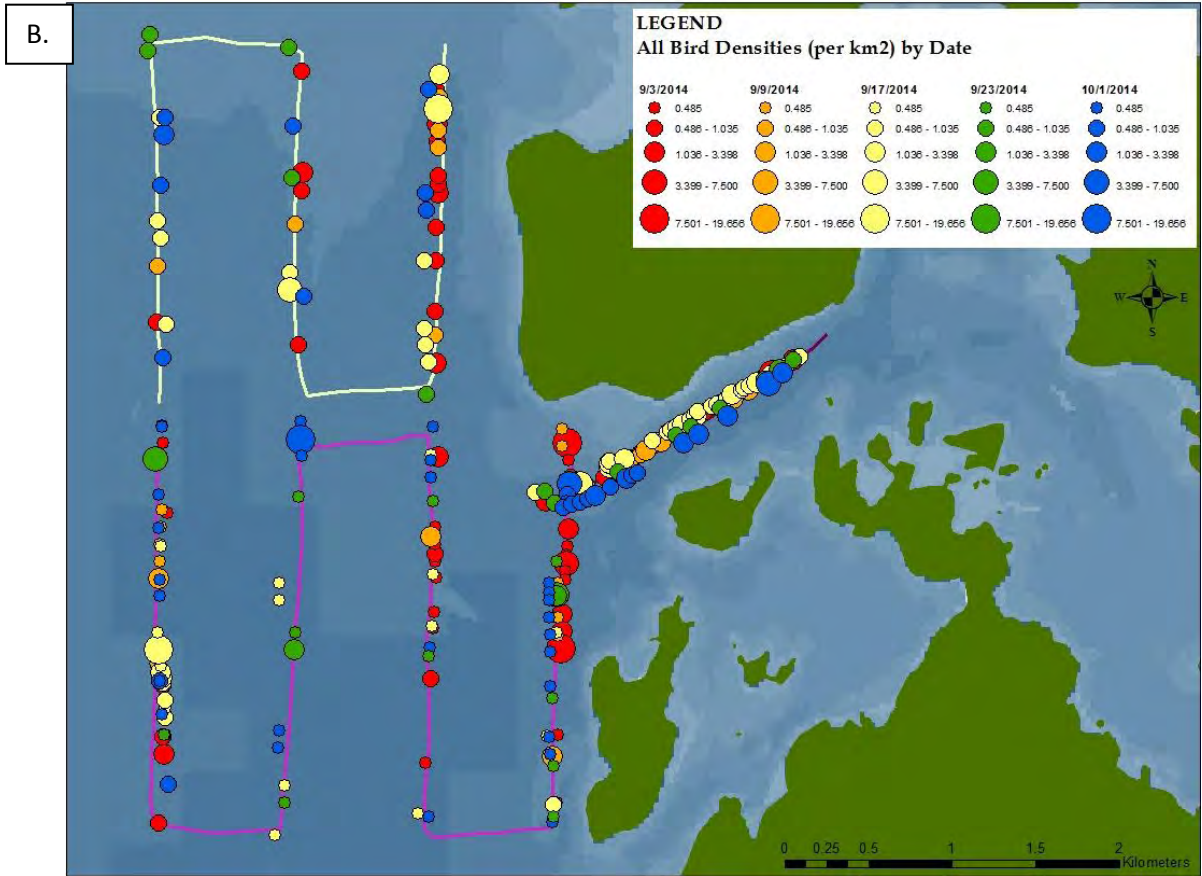 B.
LEGEND
All Bird Densities (per km2) by Date
9/3/2014 9/9/2014 9/17/2014 9/23/2014 10/1/2014
0.485 0.485 0.485 0.485 0.485
0.486 - 1.035 0.486 - 1.035 0.486 - 1.035 0.486 - 1.035 0.486 - 1.035
1.036 - 3.398 1.036 - 3.398 1.036 - 3.398 1.036 - 3.398 1.036 - 3.398
3.399 - 7.500 3.399 - 7.500 3.399 - 7.500 3.399 - 7.500 3.399 - 7.500
7.501 - 19.656 7.501 - 19.656 7.501 - 19.656 7.501 - 19.656 7.501 - 19.656
N
W E
S
0 0.25 0.5 1 1.5 2
Kilometers